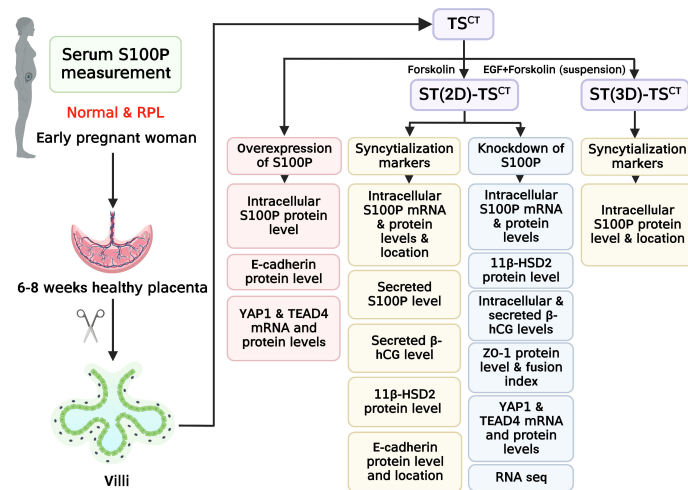 Serum S100P
measurement
Normal & RPL
Early pregnant woman
6-8 weeks healthy placenta
Villi
TSCT
Forskolin
EGF+Forskolin (suspension)
ST(2D)-TSCT
ST(3D)-TSCT
Overexpression
of S100P
Intracellular
S100P protein
level
E-cadherin
protein level
YAP1 & TEAD4
mRNA and
protein levels
Syncytialization
markers
Intracellular
S100P mRNA
& protein
levels &
location
Secreted
S100P level
Secreted β-
hCG level
11β-HSD2
protein level
E-cadherin
protein level
and location
Knockdown of
S100P
Intracellular
S100P mRNA
& protein
levels
11β-HSD2
protein level
Intracellular &
secreted β-
hCG levels
ZO-1 protein
level & fusion
index
YAP1 &
TEAD4 mRNA
and protein
levels
RNA seq
Syncytialization
markers
Intracellular
S100P protein
level & location